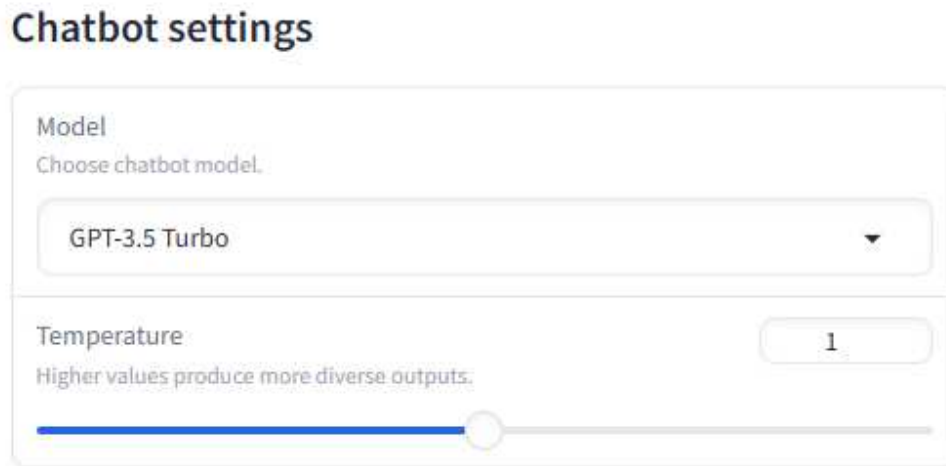 Chatbot settings
Model
Choose chatbot model.
GPT-3.5 Turbo
Temperature
1
Higher values produce more diverse outputs.